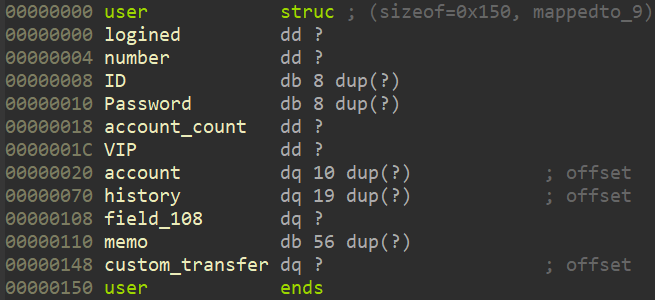 00000000 user struc ; (sizeof=0x150, mappedto_9)
00000000 logined dd ?
00000004 number dd ?
00000008 ID db 8 dup(?)
00000010 Password db 8 dup(?)
00000018 account_count dd ?
0000001C VIP dd ?
00000020 account dq 10 dup(?) ; offset
00000070 history dq 19 dup(?) ; offset
00000108 field_108 dq ?
00000110 memo db 56 dup(?)
00000148 custom_transfer dq ? ; offset
00000150 user ends